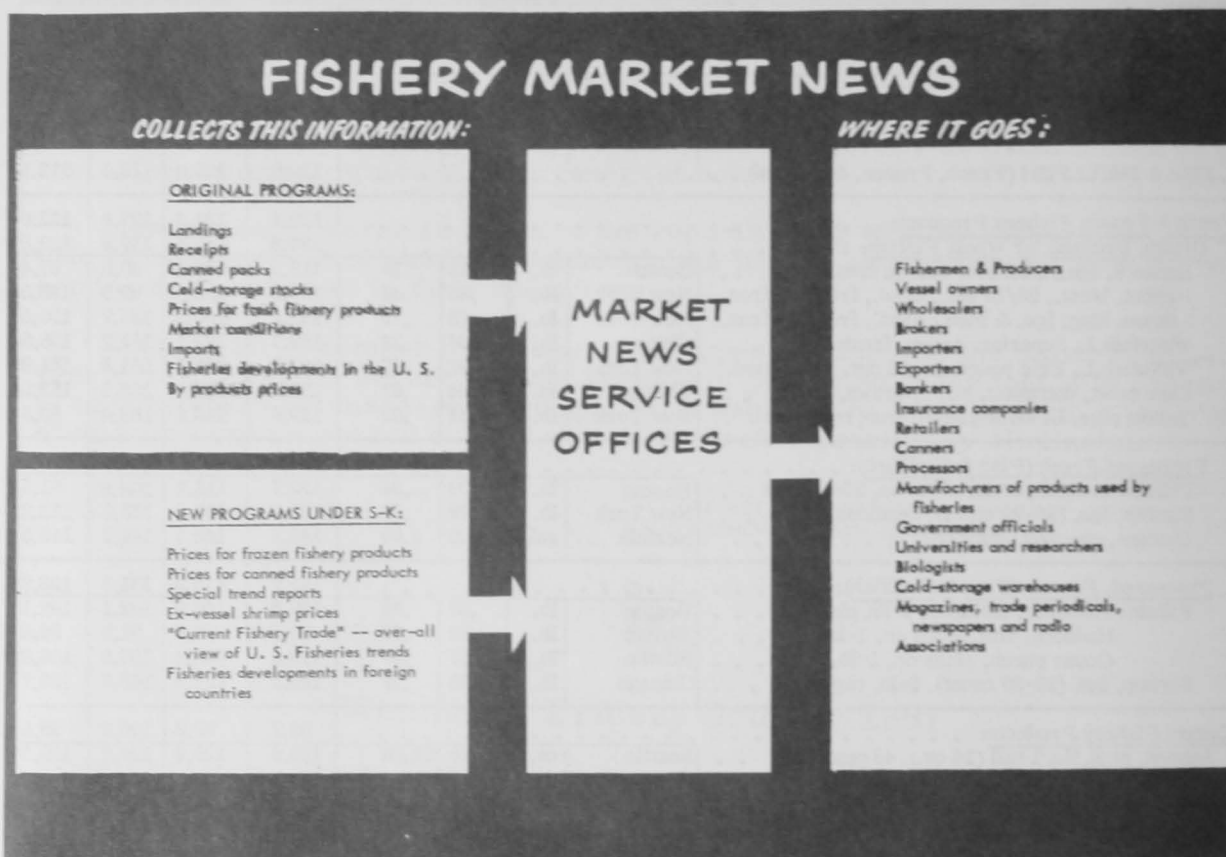 FISHERY MARKET NEWS
COLLECTS THIS INFORMATION:
ORIGINAL PROGRAMS:
Landings
Receipts
Canned packs
Cold-storage stocks
Prices for fresh fishery products
Market conditions
Imports
Fisheries developments in the U. S.
By products prices
NEW PROGRAMS UNDER S-K:
Prices for frozen fishery products
Prices for canned fishery products
Special trend reports
Ex-vessel shrimp prices
"Current Fishery Trade" -- over-all
view of U. S. Fisheries trends
Fisheries developments in foreign
countries
MARKET
NEWS
SERVICE
OFFICES
WHERE IT GOES:
Fishermen & Producers
Vessel owners
Wholesalers
Brokers
Importers
Exporters
Bankers
Insurance companies
Retailers
Canners
Processors
Manufacturers of products used by
fisheries
Government officials
Universities and researchers
Biologists
Cold-storage warehouses
Magazines, trade periodicals,
newspapers and radio
Associations